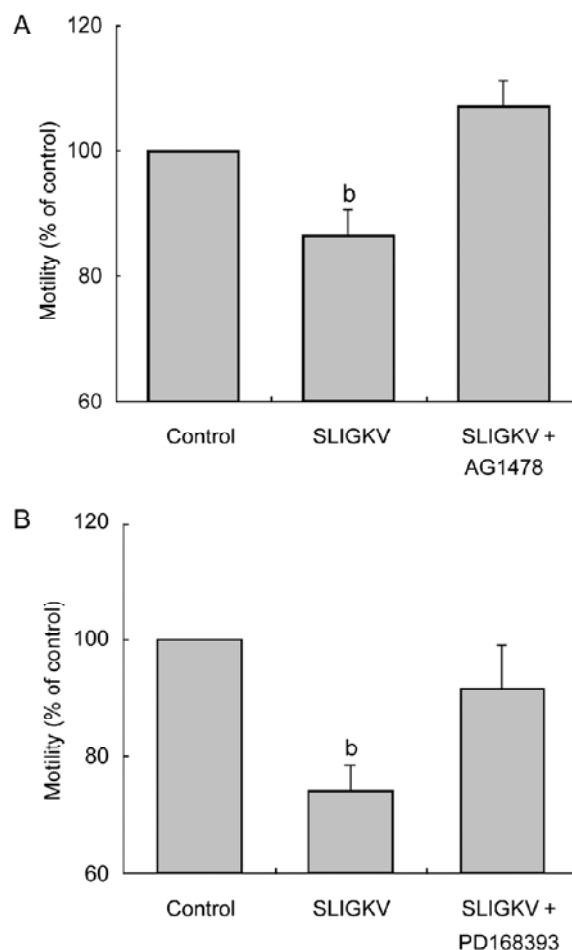 A
120
100
80
60
Motility (% of control)
b
Control
SLIGKV
SLIGKV +
AG1478
B
120
100
80
60
Motility (% of control)
b
Control
SLIGKV
SLIGKV +
PD168393